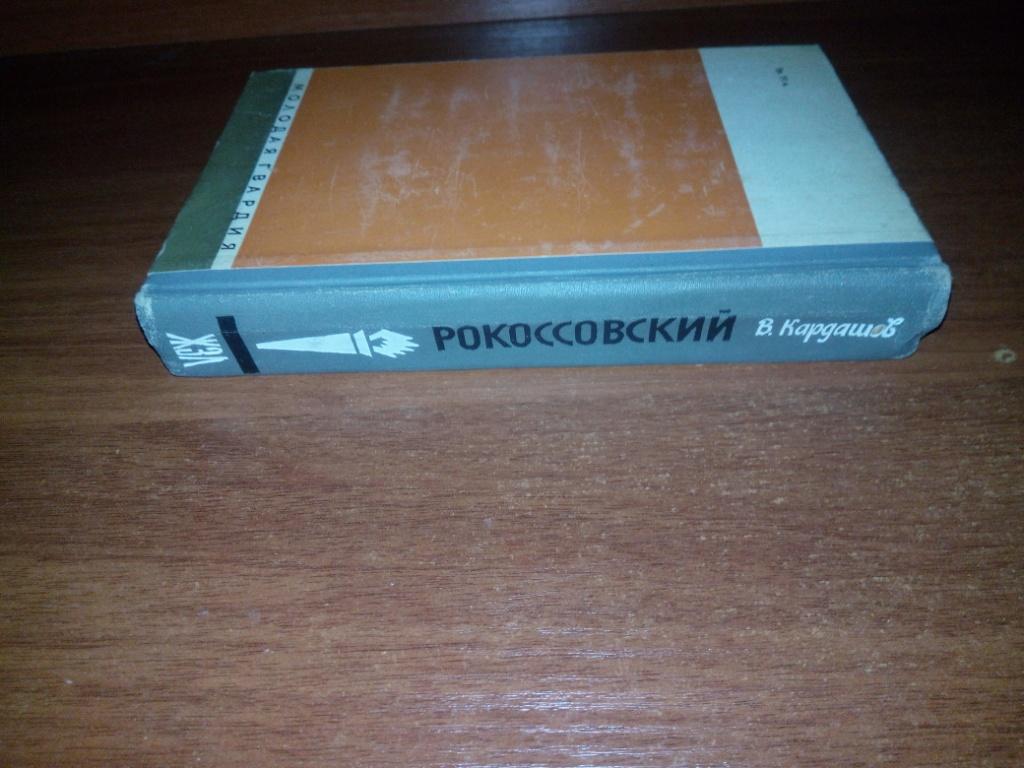 МОЛОДАЯ ГВАРДИЯ
ЖЗЛ
РОКОССОВСКИЙ
В. Кардашов